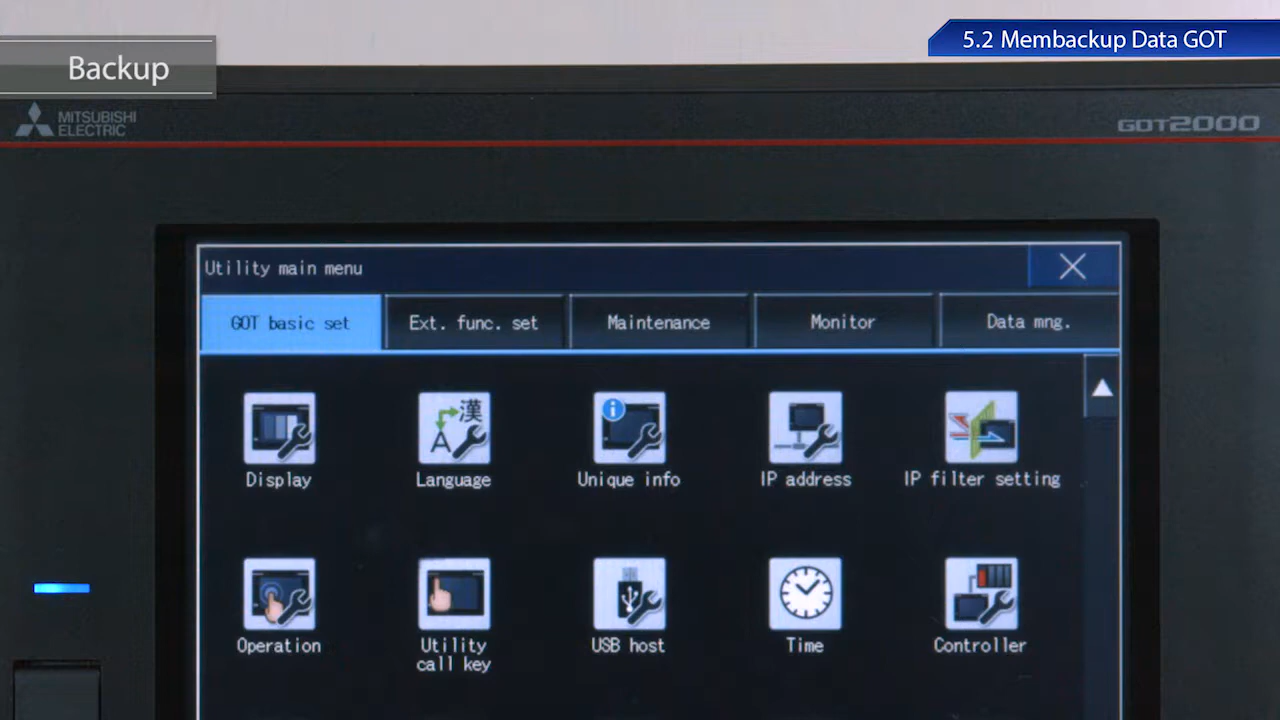 5.2 Membackup Data GOT
Backup
MITSUBISHI
ELECTRIC
GOT2000
Utility main menu
GOT basic set
Ext. func. set
Maintenance
Monitor
Data mng.
漢
A
Display
Language
Unique info
IP address
IP filter setting
Operation
Utility
call key
USB host
Time
Controller